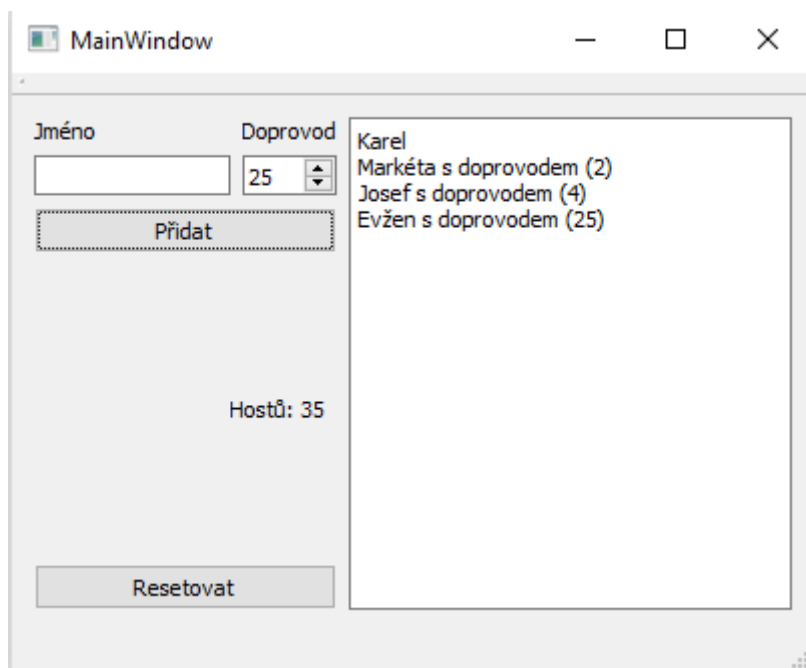 MainWindow
Jméno
Doprovod
25
Přidat
Hostů: 35
Resetovat
Karel
Markéta s doprovodem (2)
Josef s doprovodem (4)
Evžen s doprovodem (25)